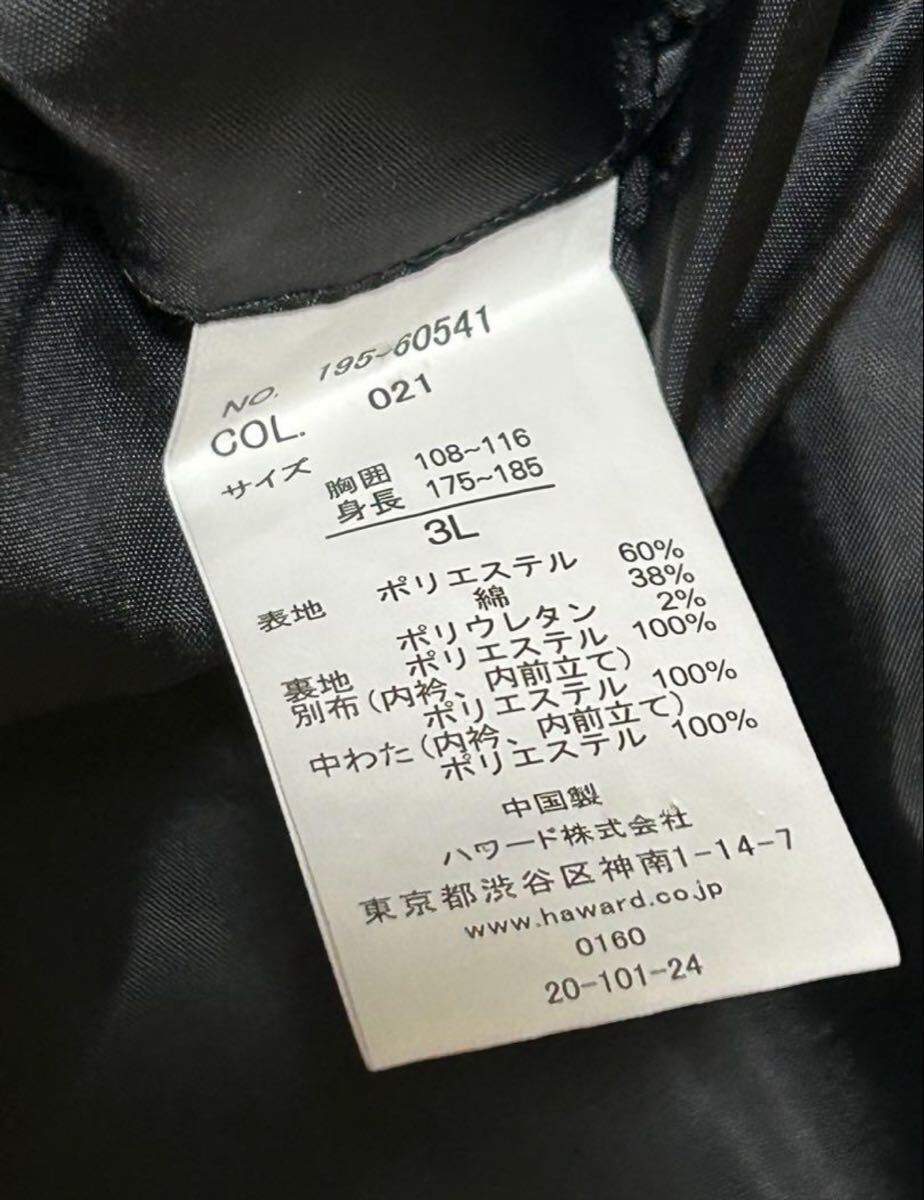 NO. 195-60541
COL. 021
サイズ 胸囲 108~116
身長 175~185
3L
表地 ポリエステル 60%
綿 38%
ポリウレタン 2%
裏地 ポリエステル 100%
別布(内衿、内前立て)
ポリエステル 100%
中わた(内衿、内前立て)
ポリエステル 100%
中国製
ハワード株式会社
東京都渋谷区神南1-14-7
www.haward.co.jp
0160
20-101-24